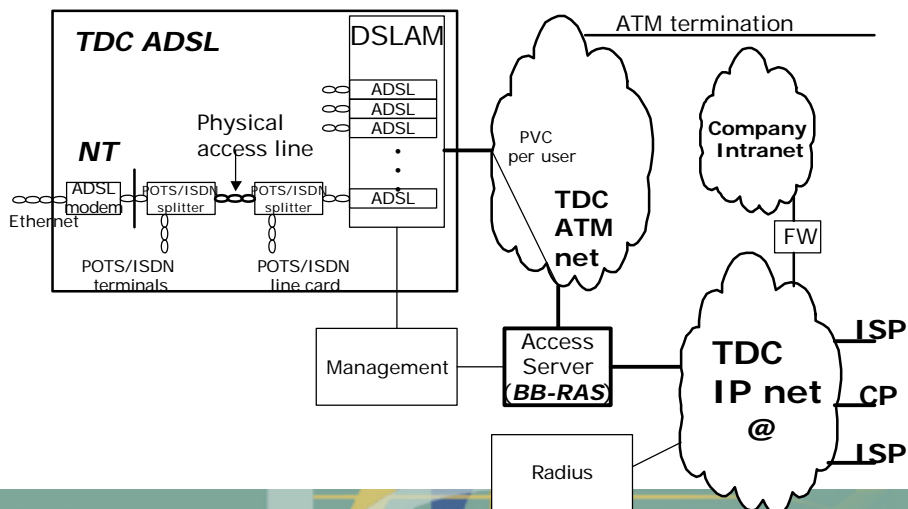 ATM termination
TDC ADSL
DSLAM
ADSL
ADSL
ADSL
Physical
access line
NT
Company
Intranet
PVC
per user
ADSL
modem
POTS/ISDN
splitter
POTS/ISDN
splitter
ADSL
Ethernet
TDC
ATM
net
FW
POTS/ISDN
terminals
POTS/ISDN
line card
Management
Access
Server
(BB-RAS)
TDC
IP net
@
ISP
CP
ISP
Radius